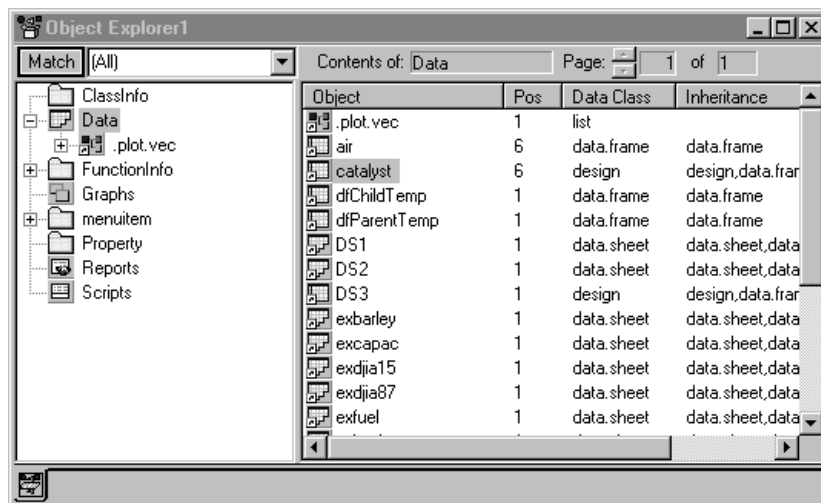 Object Explorer1
Match (All) Contents of: Data Page: 1 of 1
ClassInfo
Data
.plot.vec
FunctionInfo
Graphs
menuitem
Property
Reports
Scripts
Object Pos Data Class Inheritance
.plot.vec 1 list
air 6 data.frame data.frame
catalyst 6 design design,data.frar
dfChildTemp 1 data.frame data.frame
dfParentTemp 1 data.frame data.frame
DS1 1 data.sheet data.sheet,data
DS2 1 data.sheet data.sheet,data
DS3 1 design design,data.frar
exbarley 1 data.sheet data.sheet,data
excapac 1 data.sheet data.sheet,data
exdjia15 1 data.sheet data.sheet,data
exdjia87 1 data.sheet data.sheet,data
exfuel 1 data.sheet data.sheet,data